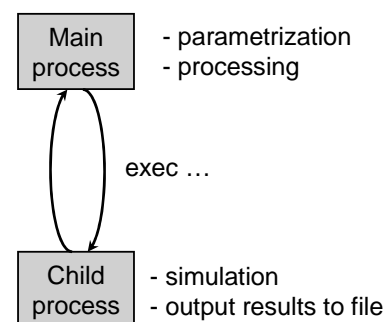 Main
process
- parametrization
- processing
exec …
Child
process
- simulation
- output results to file